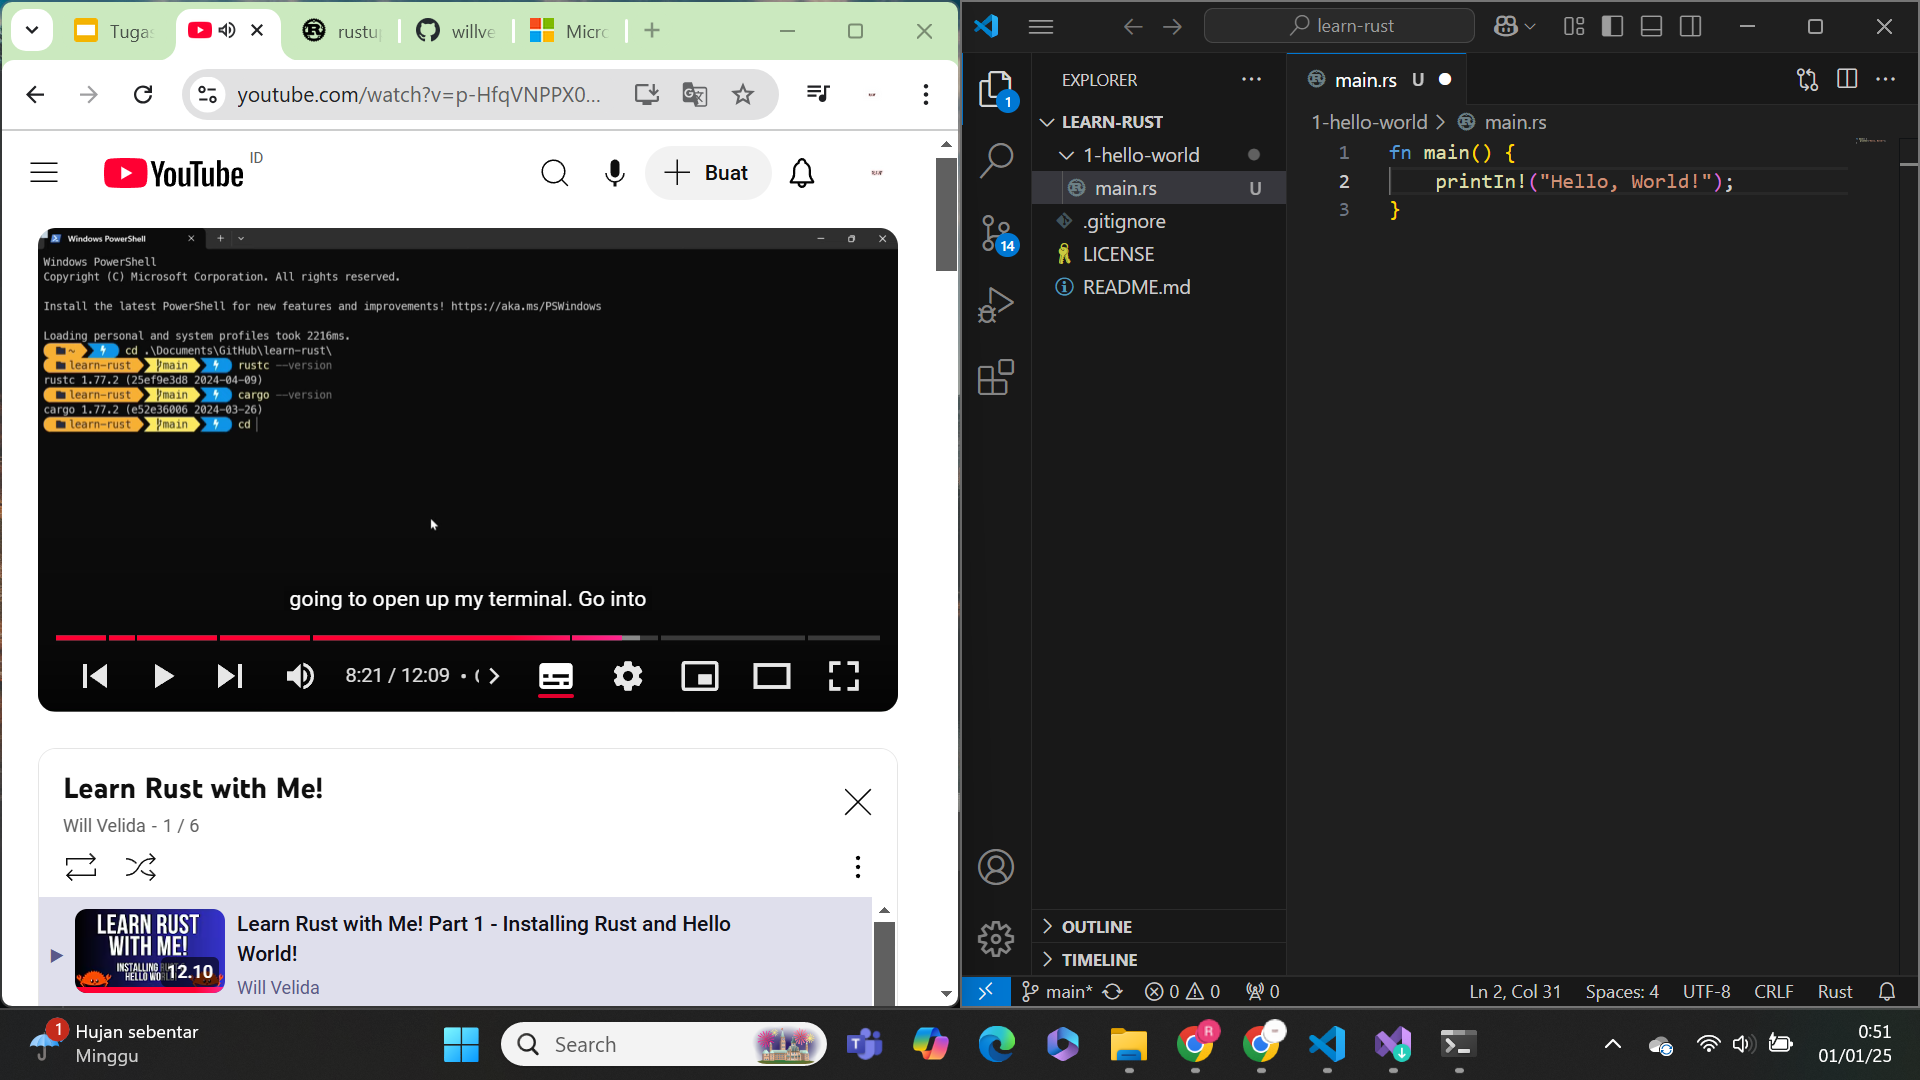 Tugas
rustup
willve
Micro
youtube.com/watch?v=p-HfqVNPPX0...
YouTube
ID
Buat
Windows PowerShell
Windows PowerShell
Copyright (C) Microsoft Corporation. All rights reserved.
Install the latest PowerShell for new features and improvements! https://aka.ms/PSWindows
Loading personal and system profiles took 2216ms.
~ cd .\Documents\GitHub\learn-rust\
learn-rust main rustc --version
rustc 1.77.2 (25ef9e3d8 2024-04-09)
learn-rust main cargo --version
cargo 1.77.2 (e52e36006 2024-03-26)
learn-rust main cd
going to open up my terminal. Go into
8:21 / 12:09 •
Learn Rust with Me!
Will Velida - 1 / 6
LEARN RUST
WITH ME!
INSTALLING
HELLO
12.10
Learn Rust with Me! Part 1 - Installing Rust and Hello
World!
Will Velida
learn-rust
EXPLORER
1
LEARN-RUST
1-hello-world
main.rs U
.gitignore
14
LICENSE
README.md
OUTLINE
TIMELINE
main.rs U
1-hello-world > main.rs
1 fn main() {
2 printIn!("Hello, World!");
3 }
main* 0 0 0
Ln 2, Col 31 Spaces: 4 UTF-8 CRLF Rust
1
Hujan sebentar
Minggu
Search
R
0:51
01/01/25